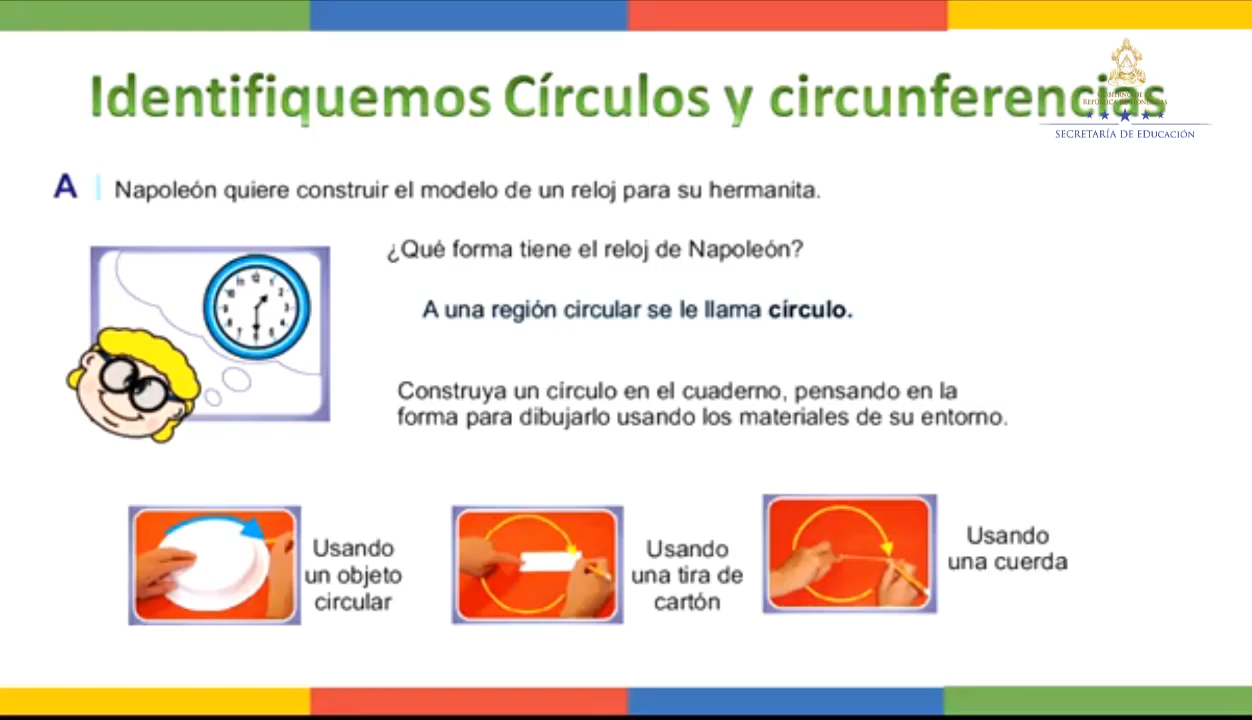 Identifiquemos Círculos y circunferencias
SECRETARÍA DE EDUCACIÓN
A
Napoleón quiere construir el modelo de un reloj para su hermanita.
¿Qué forma tiene el reloj de Napoleón?
A una región circular se le llama círculo.
Construya un círculo en el cuaderno, pensando en la
forma para dibujarlo usando los materiales de su entorno.
Usando
un objeto
circular
Usando
una tira de
cartón
Usando
una cuerda